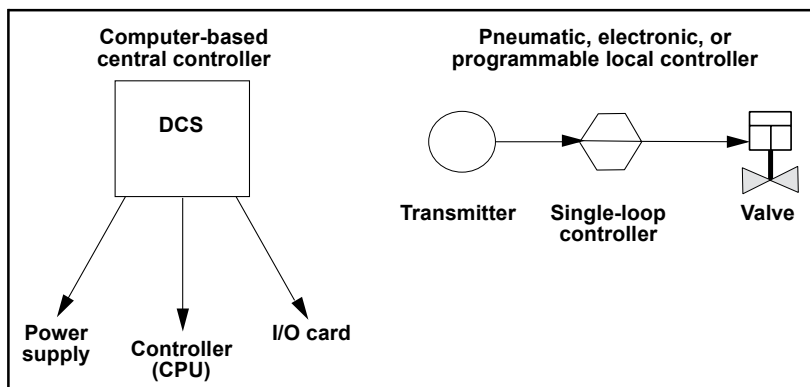 Computer-based
central controller
DCS
Power
supply
Controller
(CPU)
I/O card
Pneumatic, electronic, or
programmable local controller
Transmitter
Single-loop
controller
Valve